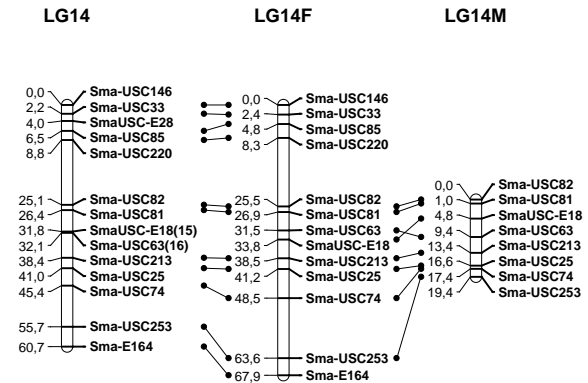 LG14 LG14F LG14M
0,0 Sma-USC146
2,2 Sma-USC33
4,0 SmaUSC-E28
6,5 Sma-USC85
8,8 Sma-USC220
25,1 Sma-USC82
26,4 Sma-USC81
31,8 SmaUSC-E18(15)
32,1 SmaUSC63(16)
38,4 Sma-USC213
41,0 Sma-USC25
45,4 Sma-USC74
55,7 Sma-USC253
60,7 Sma-E164
0,0 Sma-USC146
2,4 Sma-USC33
4,8 Sma-USC85
8,3 Sma-USC220
25,5 Sma-USC82
26,9 Sma-USC81
31,5 Sma-USC63
33,8 SmaUSC-E18
38,5 Sma-USC213
41,2 Sma-USC25
48,5 Sma-USC74
63,6 Sma-USC253
67,9 Sma-E164
0,0 Sma-USC82
1,0 Sma-USC81
4,8 SmaUSC-E18
9,4 Sma-USC63
13,4 Sma-USC213
16,6 Sma-USC25
17,4 Sma-USC74
19,4 Sma-USC253